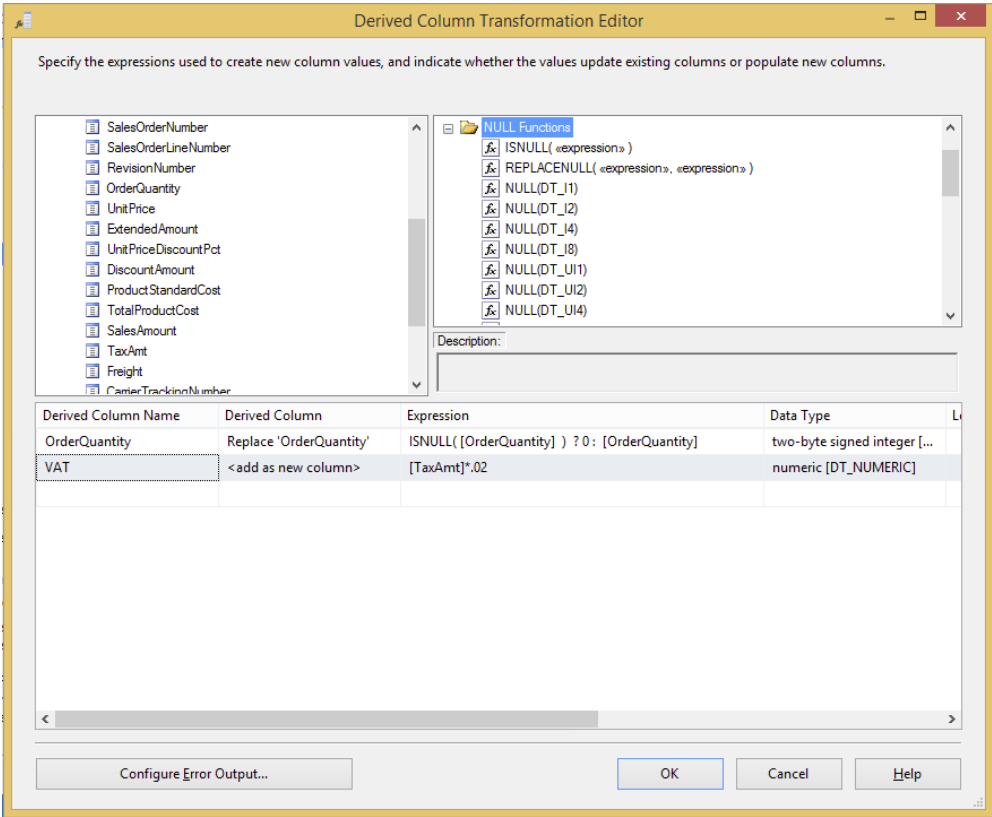 Derived Column Transformation Editor
Specify the expressions used to create new column values, and indicate whether the values update existing columns or populate new columns.
SalesOrderNumber
SalesOrderLineNumber
RevisionNumber
OrderQuantity
UnitPrice
ExtendedAmount
UnitPriceDiscountPct
DiscountAmount
ProductStandardCost
TotalProductCost
SalesAmount
TaxAmt
Freight
CarrierTrackingNumber
NULL Functions
ISNULL( «expression» )
REPLACENULL( «expression», «expression» )
NULL(DT_I1)
NULL(DT_I2)
NULL(DT_I4)
NULL(DT_I8)
NULL(DT_UI1)
NULL(DT_UI2)
NULL(DT_UI4)
Description:
Derived Column Name Derived Column Expression Data Type
OrderQuantity Replace 'OrderQuantity' ISNULL( [OrderQuantity] ) ? 0 : [OrderQuantity] two-byte signed integer [...
VAT <add as new column> [TaxAmt]*.02 numeric [DT_NUMERIC]
Configure Error Output... OK Cancel Help